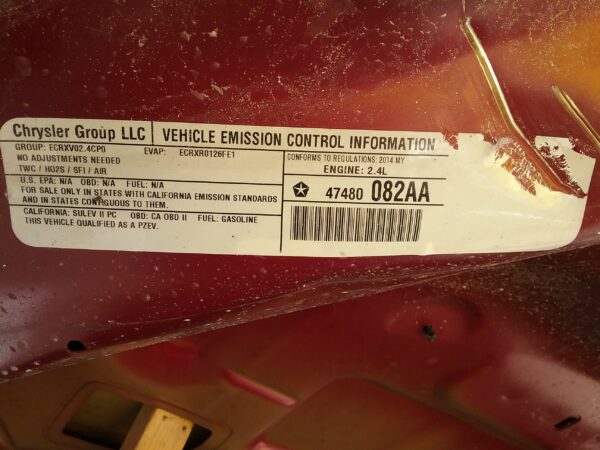 Chrysler Group LLC
VEHICLE EMISSION CONTROL INFORMATION
GROUP: ECRXV02.4CP0 EVAP: ECRXR0126FE1
NO ADJUSTMENTS NEEDED
TWC / HO2S / SFI / AIR
U.S. EPA: N/A OBD: N/A FUEL: N/A
FOR SALE ONLY IN STATES WITH CALIFORNIA EMISSION STANDARDS
AND IN STATES CONTIGUOUS TO THEM.
CALIFORNIA: SULEV II PC OBD: CA OBD II FUEL: GASOLINE
THIS VEHICLE QUALIFIED AS A PZEV.
CONFORMS TO REGULATIONS: 2014 MY
ENGINE: 2.4L
47480 082AA